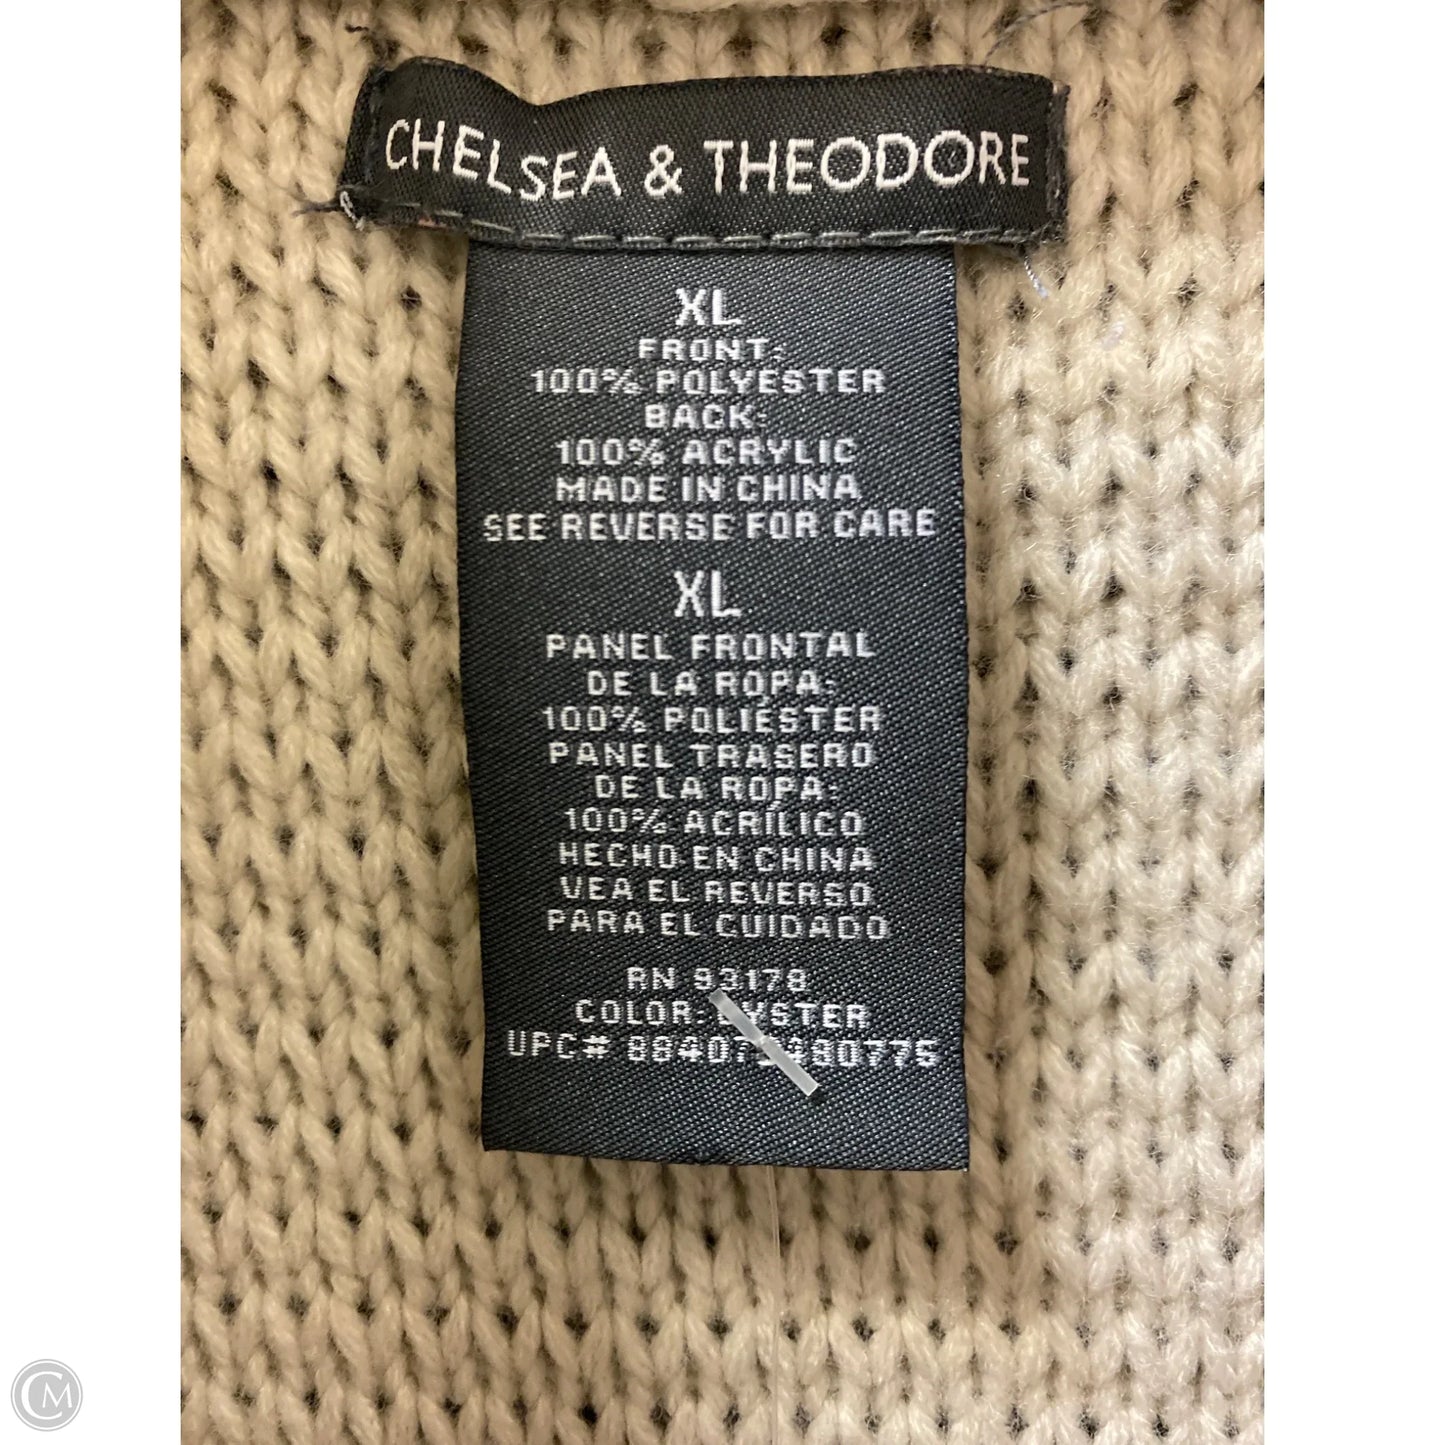 CHELSEA & THEODORE
XL
FRONT:
100% POLYESTER
BACK:
100% ACRYLIC
MADE IN CHINA
SEE REVERSE FOR CARE
XL
PANEL FRONTAL
DE LA ROPA:
100% POLIÉSTER
PANEL TRASERO
DE LA ROPA:
100% ACRÍLICO
HECHO EN CHINA
VEA EL REVERSO
PARA EL CUIDADO
RN 93178
COLOR: OYSTER
UPC#
CM